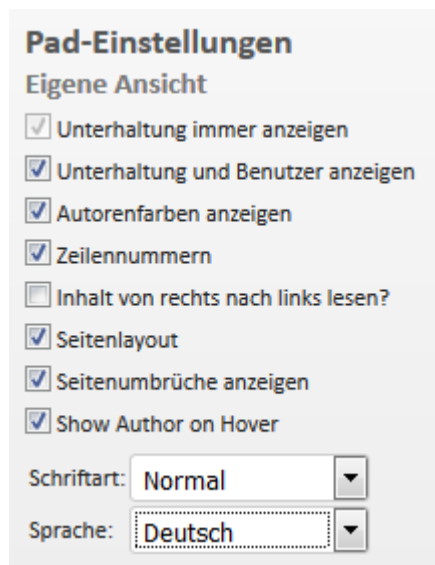 Pad-Einstellungen
Eigene Ansicht
Unterhaltung immer anzeigen
Unterhaltung und Benutzer anzeigen
Autorenfarben anzeigen
Zeilennummern
Inhalt von rechts nach links lesen?
Seitenlayout
Seitenumbrüche anzeigen
Show Author on Hover
Schriftart: Normal
Sprache: Deutsch